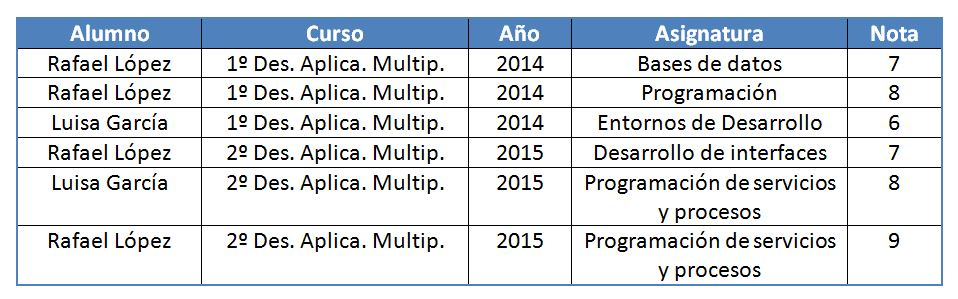 Alumno Curso Año Asignatura Nota
Rafael López 1º Des. Aplica. Multip. 2014 Bases de datos 7
Rafael López 1º Des. Aplica. Multip. 2014 Programación 8
Luisa García 1º Des. Aplica. Multip. 2014 Entornos de Desarrollo 6
Rafael López 2º Des. Aplica. Multip. 2015 Desarrollo de interfaces 7
Luisa García 2º Des. Aplica. Multip. 2015 Programación de servicios 8
y procesos
Rafael López 2º Des. Aplica. Multip. 2015 Programación de servicios 9
y procesos